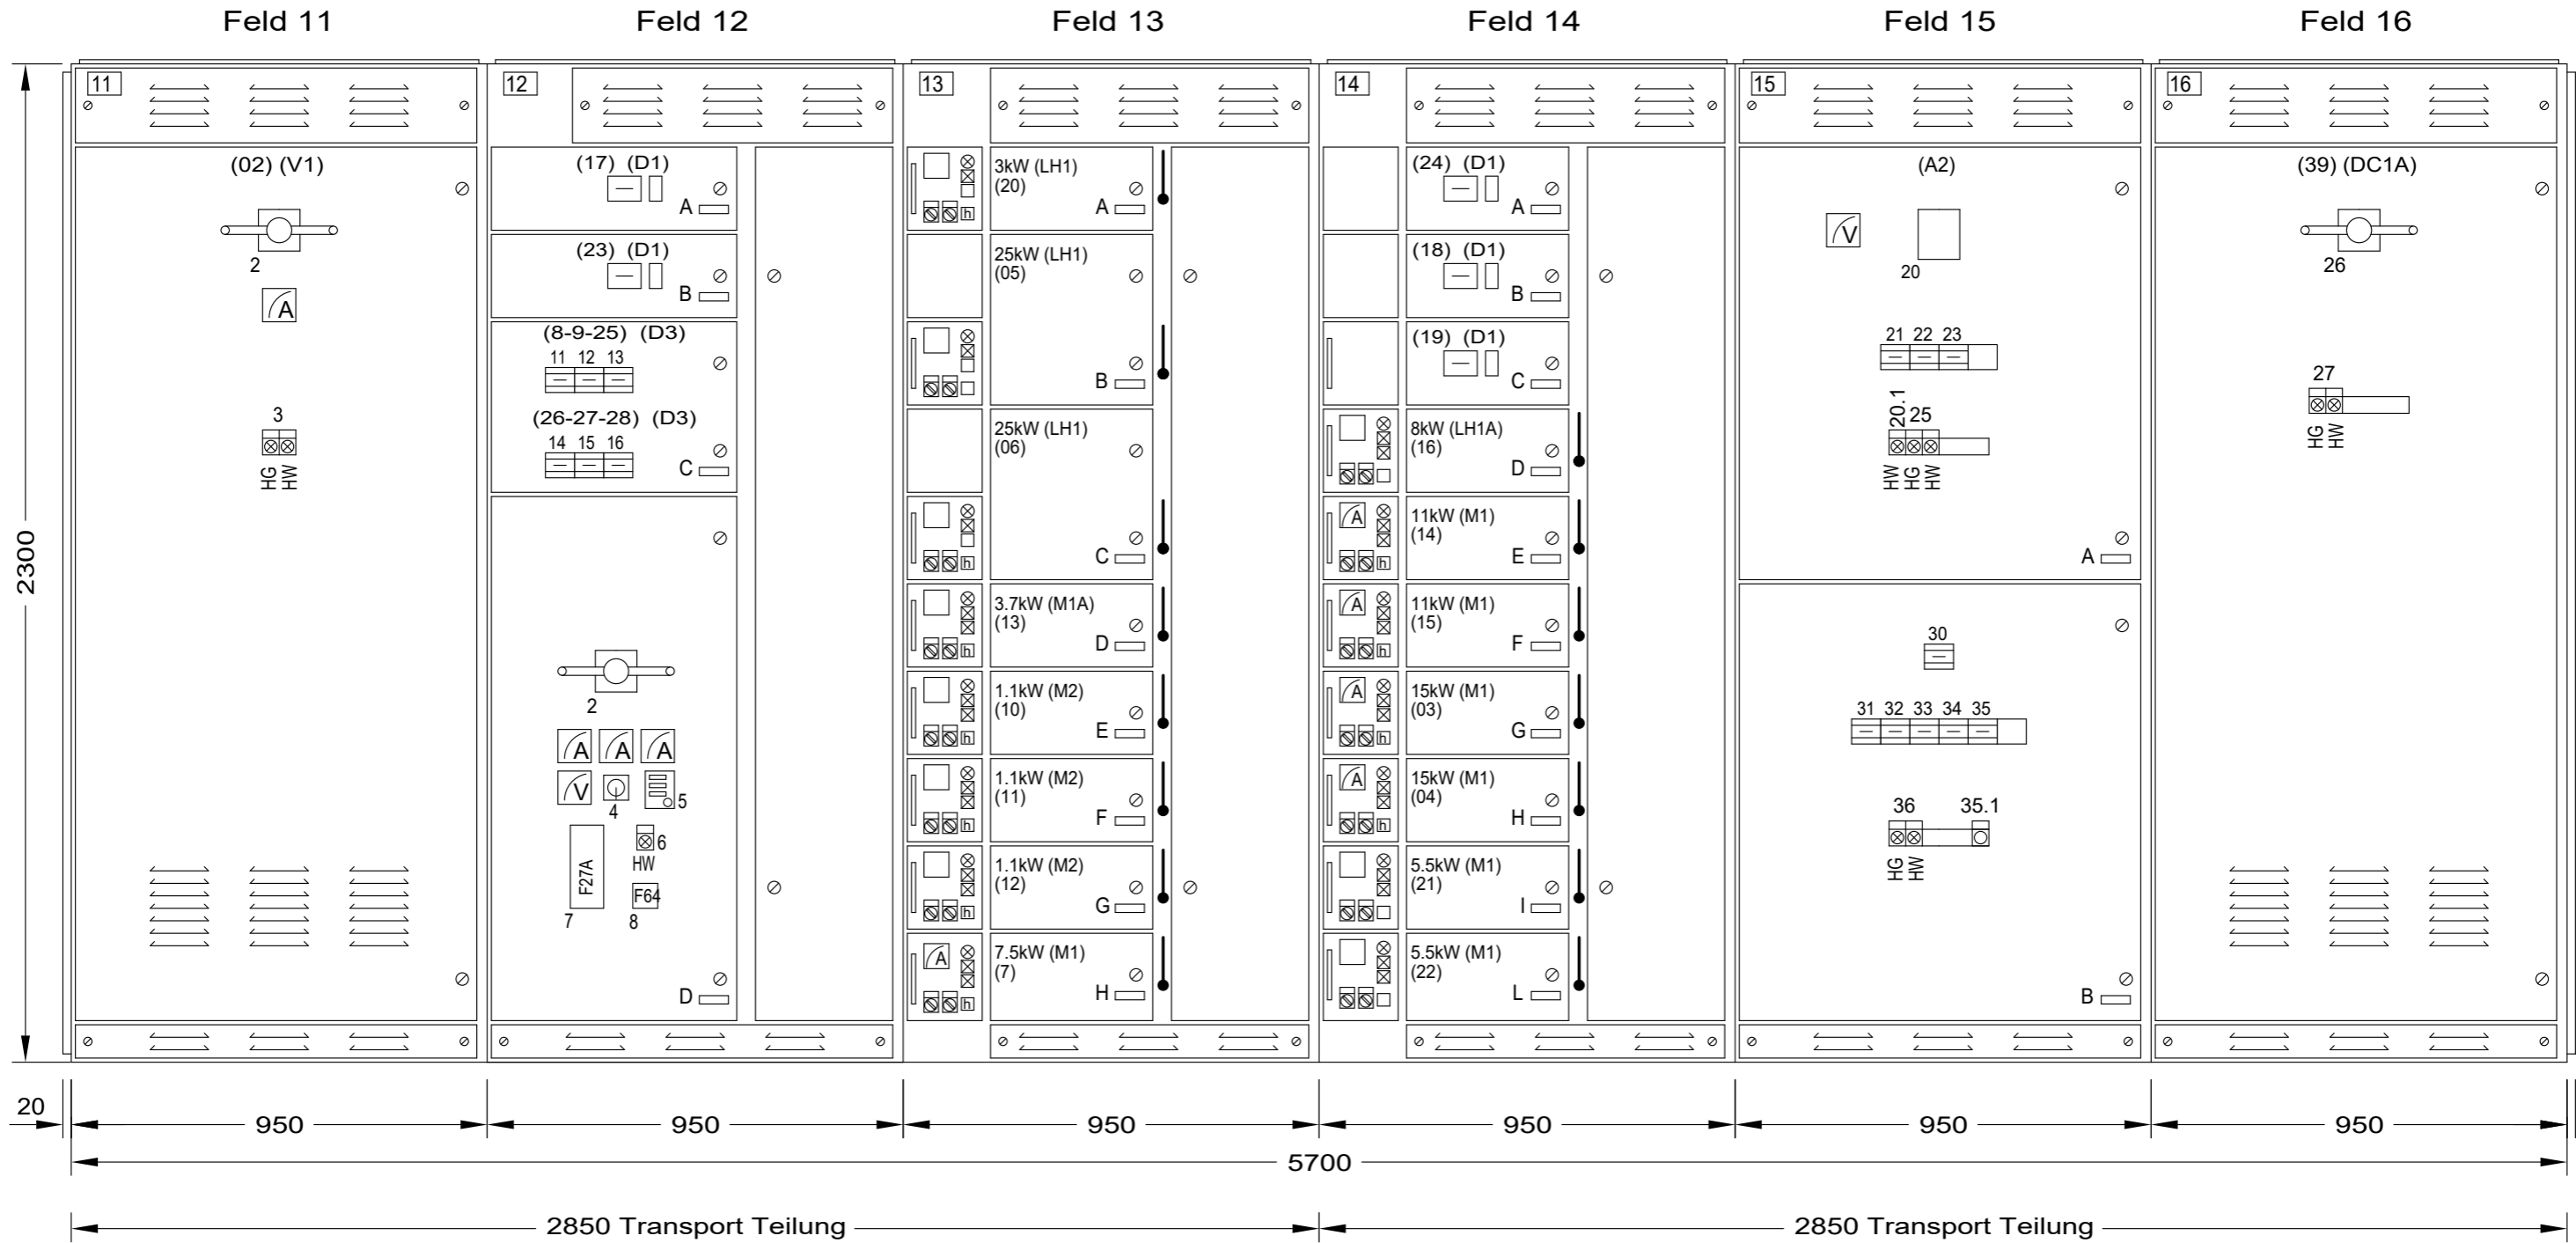 Feld 11
Feld 12
Feld 13
Feld 14
Feld 15
Feld 16
11
(02) (V1)
2
A
3
HG
HW
12
(17) (D1)
A
(23) (D1)
B
(8-9-25) (D3)
11 12 13
(26-27-28) (D3)
14 15 16
C
2
A A A
V
4
5
F27A
6
HW
F64
7
8
D
13
3kW (LH1)
(20)
A
h
25kW (LH1)
(05)
B
25kW (LH1)
(06)
C
h
3.7kW (M1A)
(13)
D
h
1.1kW (M2)
(10)
E
h
1.1kW (M2)
(11)
F
h
1.1kW (M2)
(12)
G
h
A
7.5kW (M1)
(7)
H
h
14
(24) (D1)
A
(18) (D1)
B
(19) (D1)
C
8kW (LH1A)
(16)
D
A
11kW (M1)
(14)
E
h
A
11kW (M1)
(15)
F
h
A
15kW (M1)
(03)
G
h
A
15kW (M1)
(04)
H
h
5.5kW (M1)
(21)
I
5.5kW (M1)
(22)
L
15
(A2)
V
20
21 22 23
20.1
25
HW
HG
HW
A
30
31 32 33 34 35
36
35.1
HG
HW
B
16
(39) (DC1A)
26
27
HG
HW
2300
20
950
950
950
950
950
950
5700
2850 Transport Teilung
2850 Transport Teilung